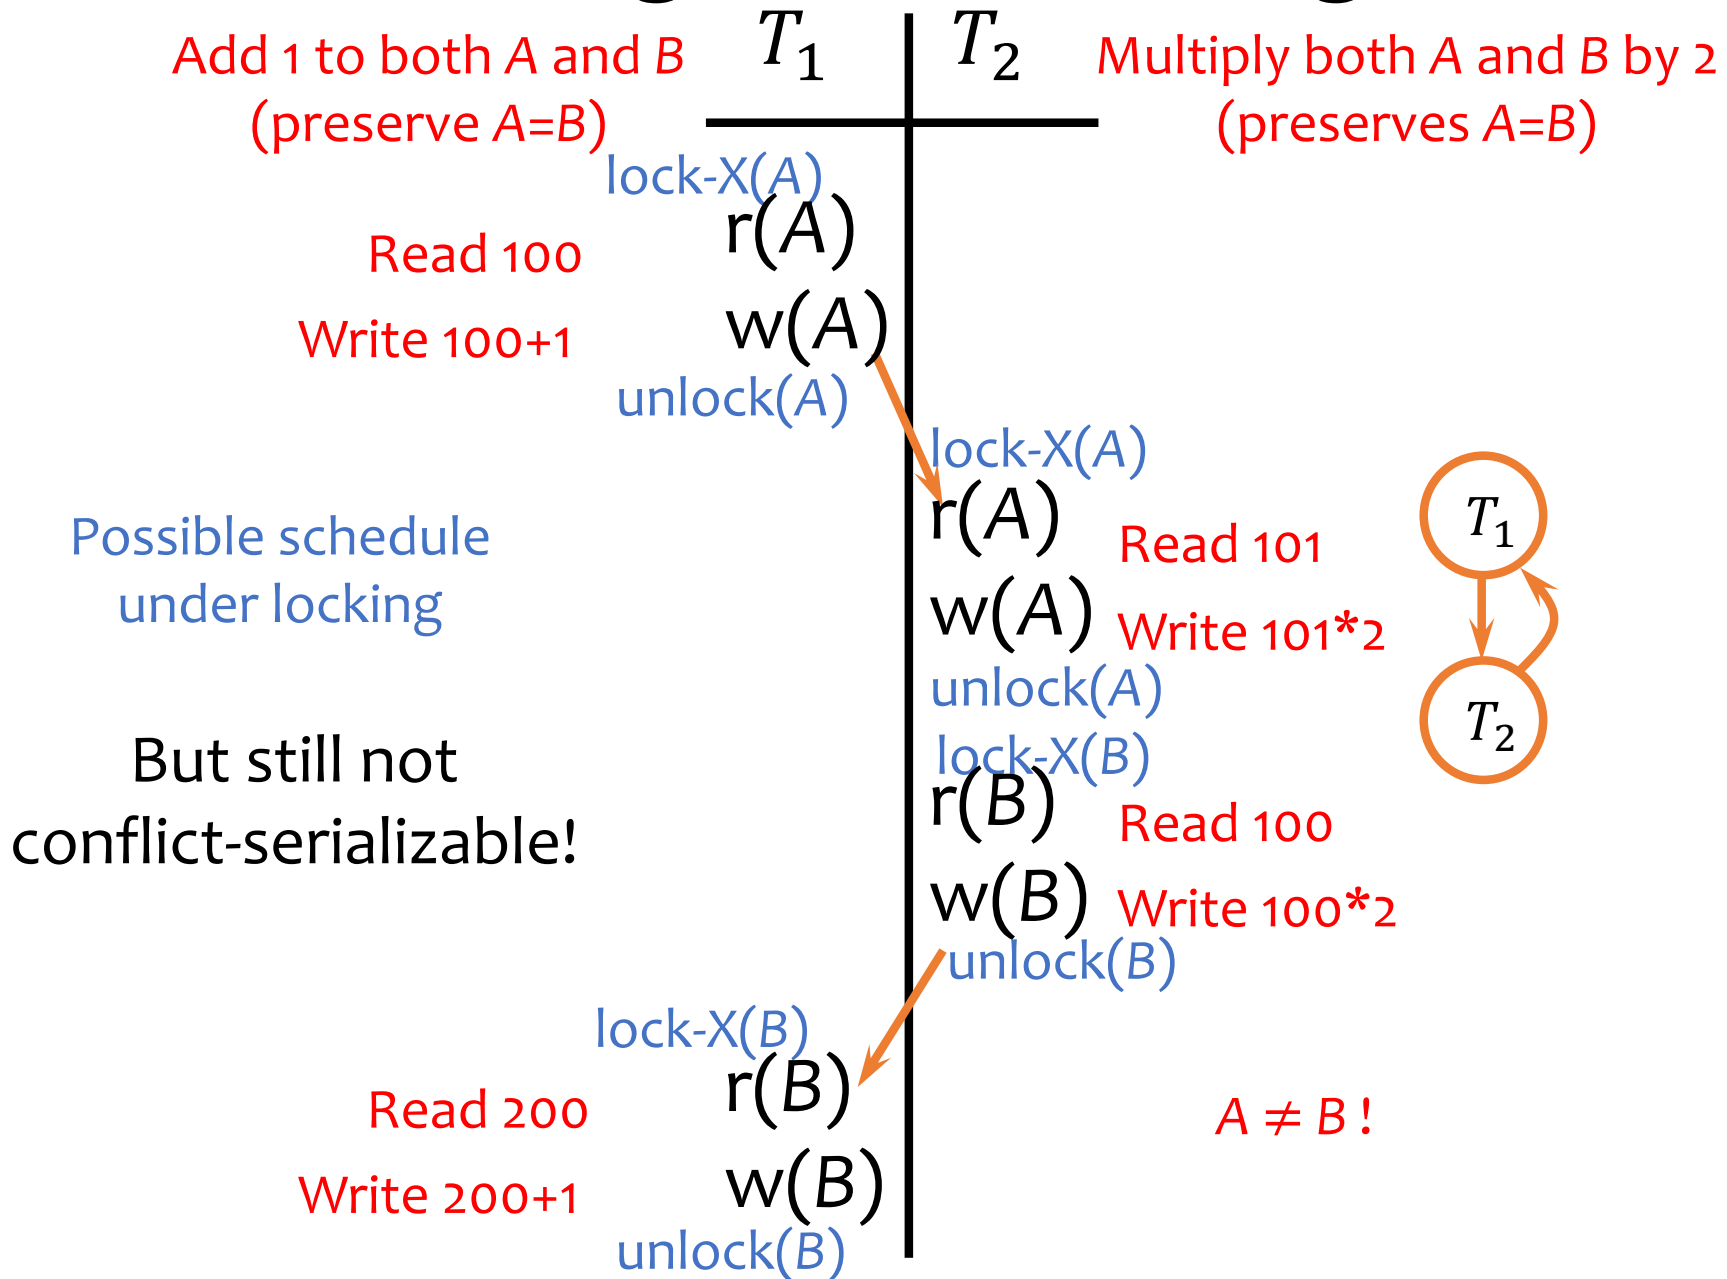 Add 1 to both A and B
(preserve A=B)
T₁
T₂
Multiply both A and B by 2
(preserves A=B)
lock-X(A)
r(A)
Read 100
w(A)
Write 100+1
unlock(A)
lock-X(A)
r(A)
Read 101
Possible schedule
under locking
w(A)
Write 101*2
unlock(A)
T₁
T₂
But still not
conflict-serializable!
lock-X(B)
r(B)
Read 100
w(B)
Write 100*2
unlock(B)
lock-X(B)
r(B)
Read 200
A ≠ B !
w(B)
Write 200+1
unlock(B)